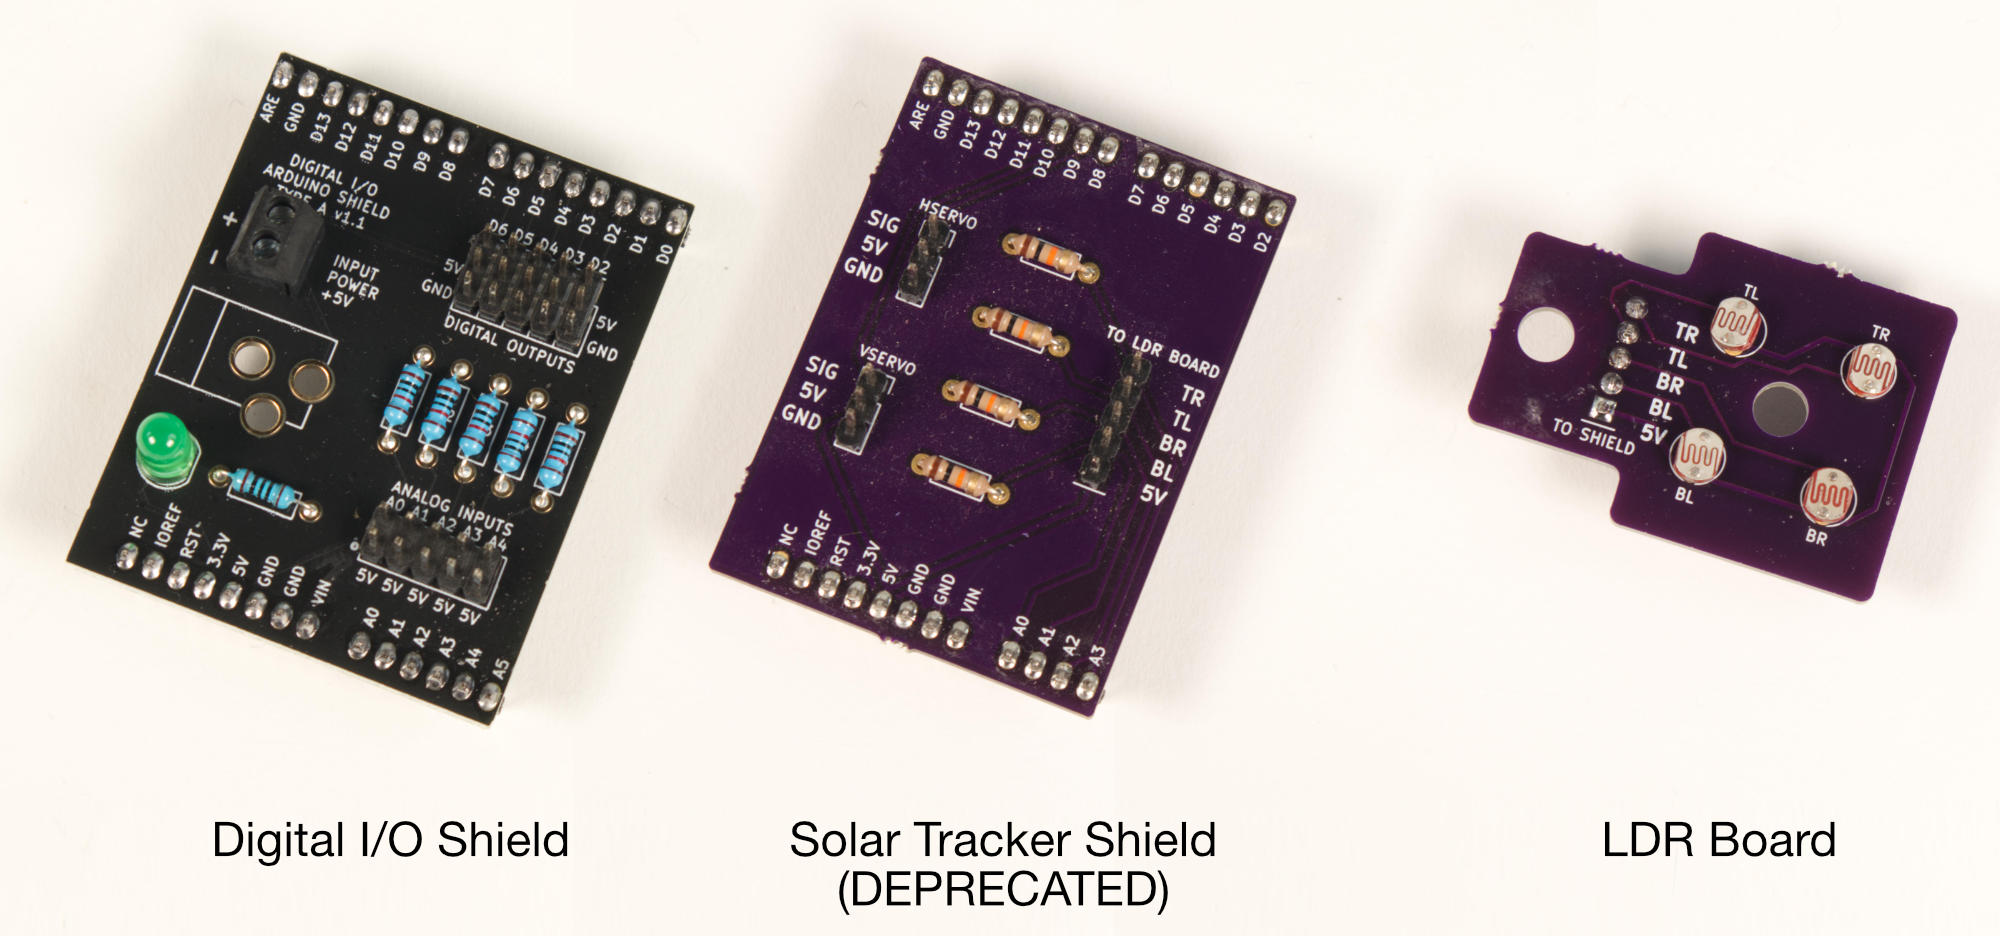 ARE GND D13 D12 D11 D10 D9 D8 D7 D6 D5 D4 D3 D2 D1 D0
DIGITAL I/O
ARDUINO SHIELD
TYPE A v1.1
+
-
INPUT
POWER
+5V
D6 D5 D4 D3 D2
5V
GND
5V
GND
DIGITAL OUTPUTS
ANALOG INPUTS
A0 A1 A2 A3 A4
5V 5V 5V 5V 5V
NC IOREF RST 3.3V 5V GND GND VIN A0 A1 A2 A3 A4 A5
Digital I/O Shield
ARE GND D13 D12 D11 D10 D9 D8 D7 D6 D5 D4 D3 D2
HSERVO
SIG
5V
GND
VSERVO
SIG
5V
GND
TO LDR BOARD
TR
TL
BR
BL
5V
NC IOREF RST 3.3V 5V GND GND VIN A0 A1 A2 A3
Solar Tracker Shield
(DEPRECATED)
TL
TR
TR
TL
BR
BL
5V
TO SHIELD
BL
BR
LDR Board